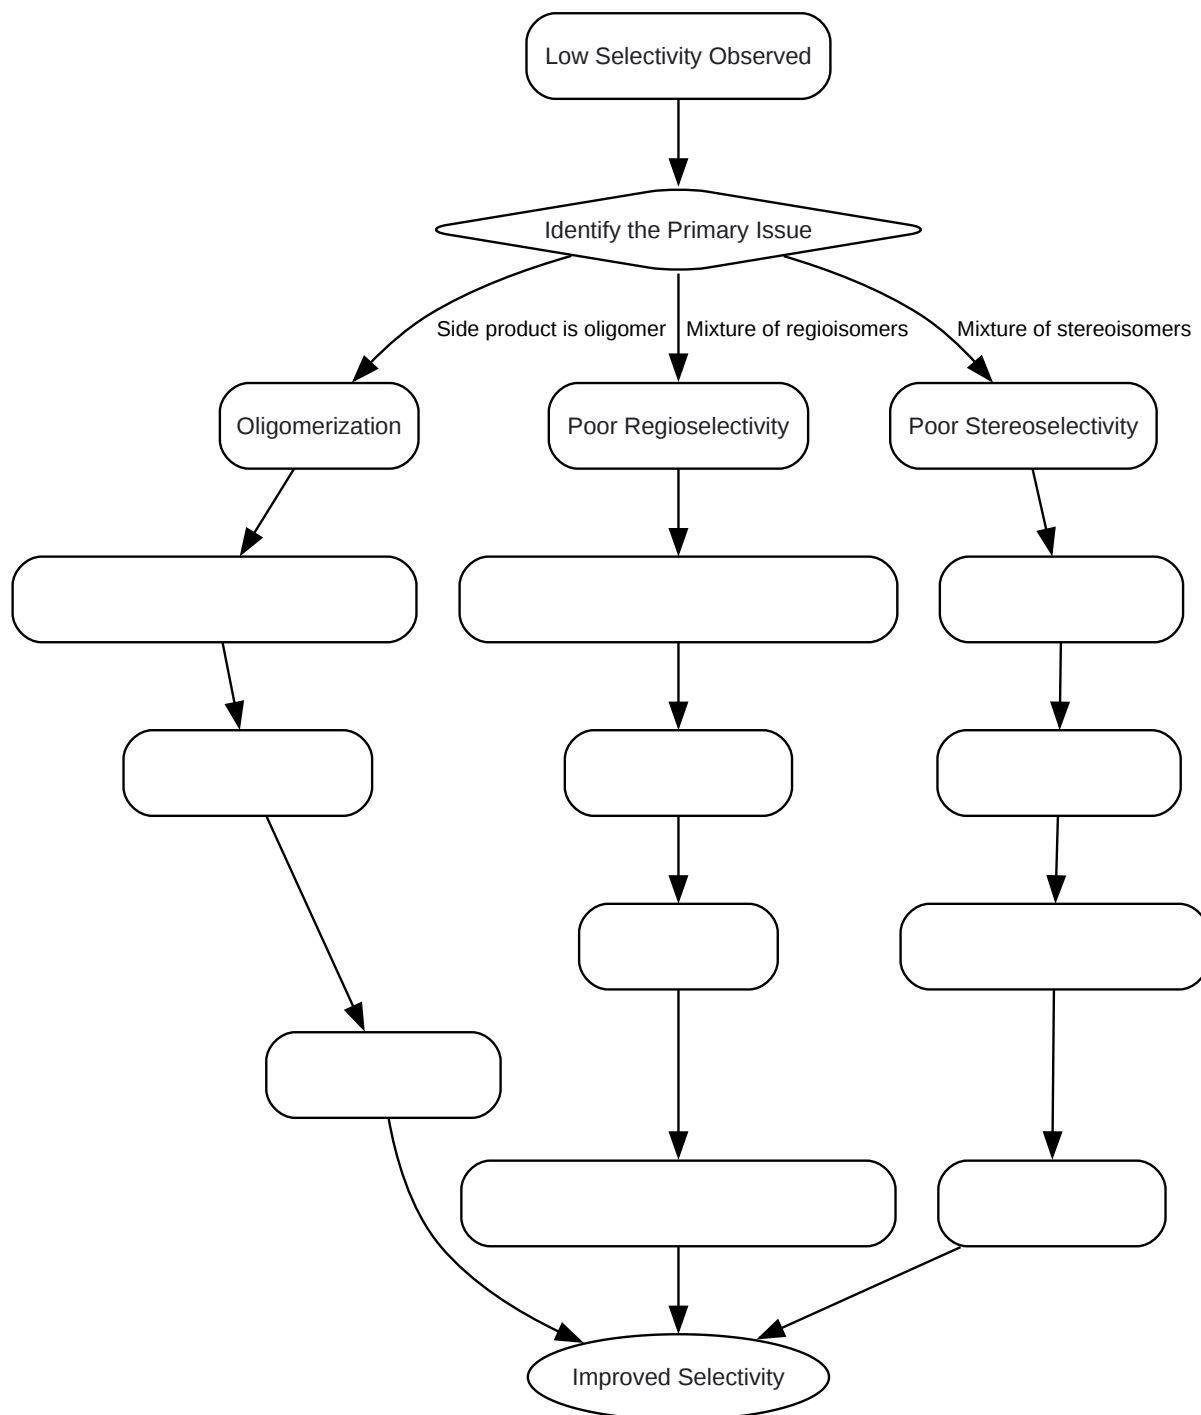 Low Selectivity Observed
Identify the Primary Issue
Side product is oligomer
Mixture of regioisomers
Mixture of stereoisomers
Oligomerization
Poor Regioselectivity
Poor Stereoselectivity
Improved Selectivity